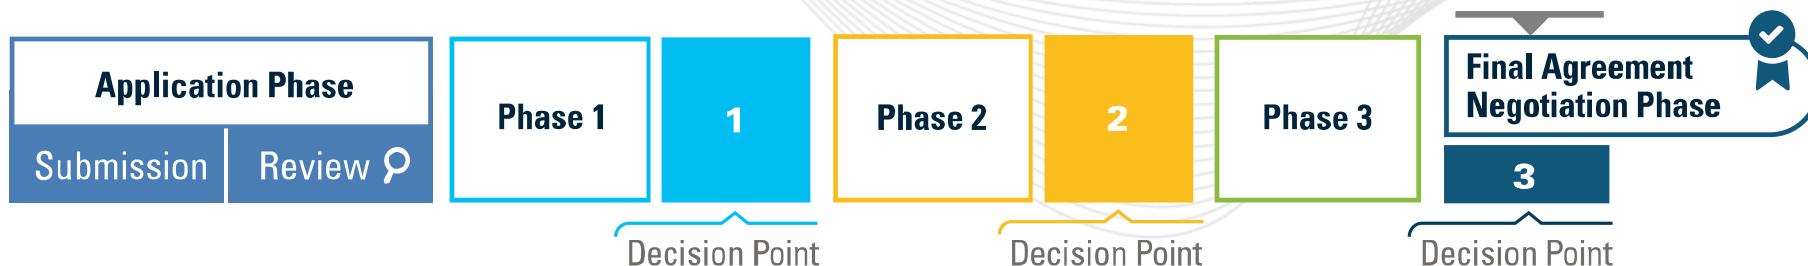 Application Phase
Submission
Review
Phase 1
1
Decision Point
Phase 2
2
Decision Point
Phase 3
Final Agreement
Negotiation Phase
3
Decision Point